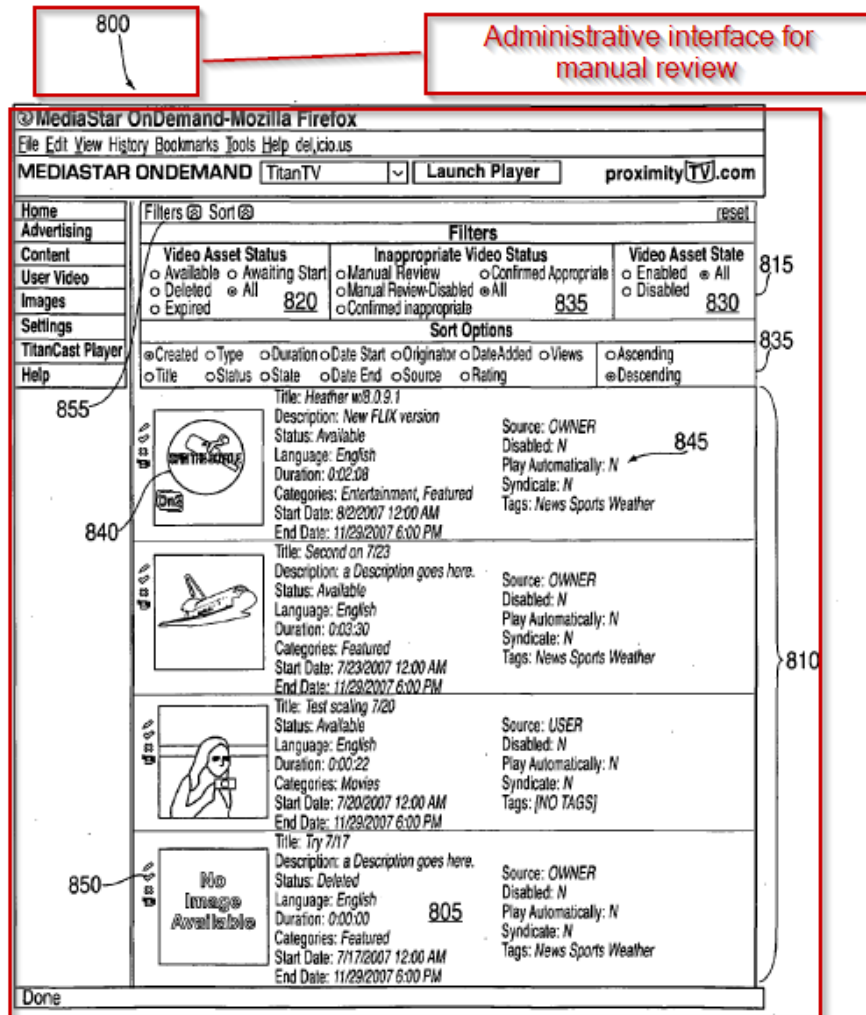 800
Administrative interface for
manual review
MediaStar OnDemand-Mozilla Firefox
File Edit View History Bookmarks Tools Help del,icio.us
MEDIASTAR ONDEMAND TitanTV Launch Player proximity TV.com
Home
Advertising
Content
User Video
Images
Settings
TitanCast Player
Help
Filters Sort reset
Filters
Video Asset Status Inappropriate Video Status Video Asset State
Available Awaiting Start Manual Review Confirmed Appropriate Enabled All 815
Deleted All Manual Review-Disabled All Disabled
Expired 820 Confirmed inappropriate 835 830
Sort Options
Created Type Duration Date Start Originator DateAdded Views Ascending 835
Title Status State Date End Source Rating Descending
855
Title: Heather w/8.0.9.1
Description: New FLIX version
Status: Available
Language: English
Duration: 0:02:08
Categories: Entertainment, Featured
Start Date: 8/2/2007 12:00 AM
End Date: 11/29/2007 6:00 PM
Source: OWNER
Disabled: N
Play Automatically: N
Syndicate: N
Tags: News Sports Weather
845
840
Title: Second on 7/23
Description: a Description goes here.
Status: Available
Language: English
Duration: 0:03:30
Categories: Featured
Start Date: 7/23/2007 12:00 AM
End Date: 11/29/2007 6:00 PM
Source: OWNER
Disabled: N
Play Automatically: N
Syndicate: N
Tags: News Sports Weather
810
Title: Test scaling 7/20
Status: Available
Language: English
Duration: 0:00:22
Categories: Movies
Start Date: 7/20/2007 12:00 AM
End Date: 11/29/2007 6:00 PM
Source: USER
Disabled: N
Play Automatically: N
Syndicate: N
Tags: [NO TAGS]
850
No
Image
Available
Title: Try 7/17
Description: a Description goes here.
Status: Deleted
Language: English
Duration: 0:00:00
Categories: Featured
Start Date: 7/17/2007 12:00 AM
End Date: 11/29/2007 6:00 PM
805
Source: OWNER
Disabled: N
Play Automatically: N
Syndicate: N
Tags: News Sports Weather
Done